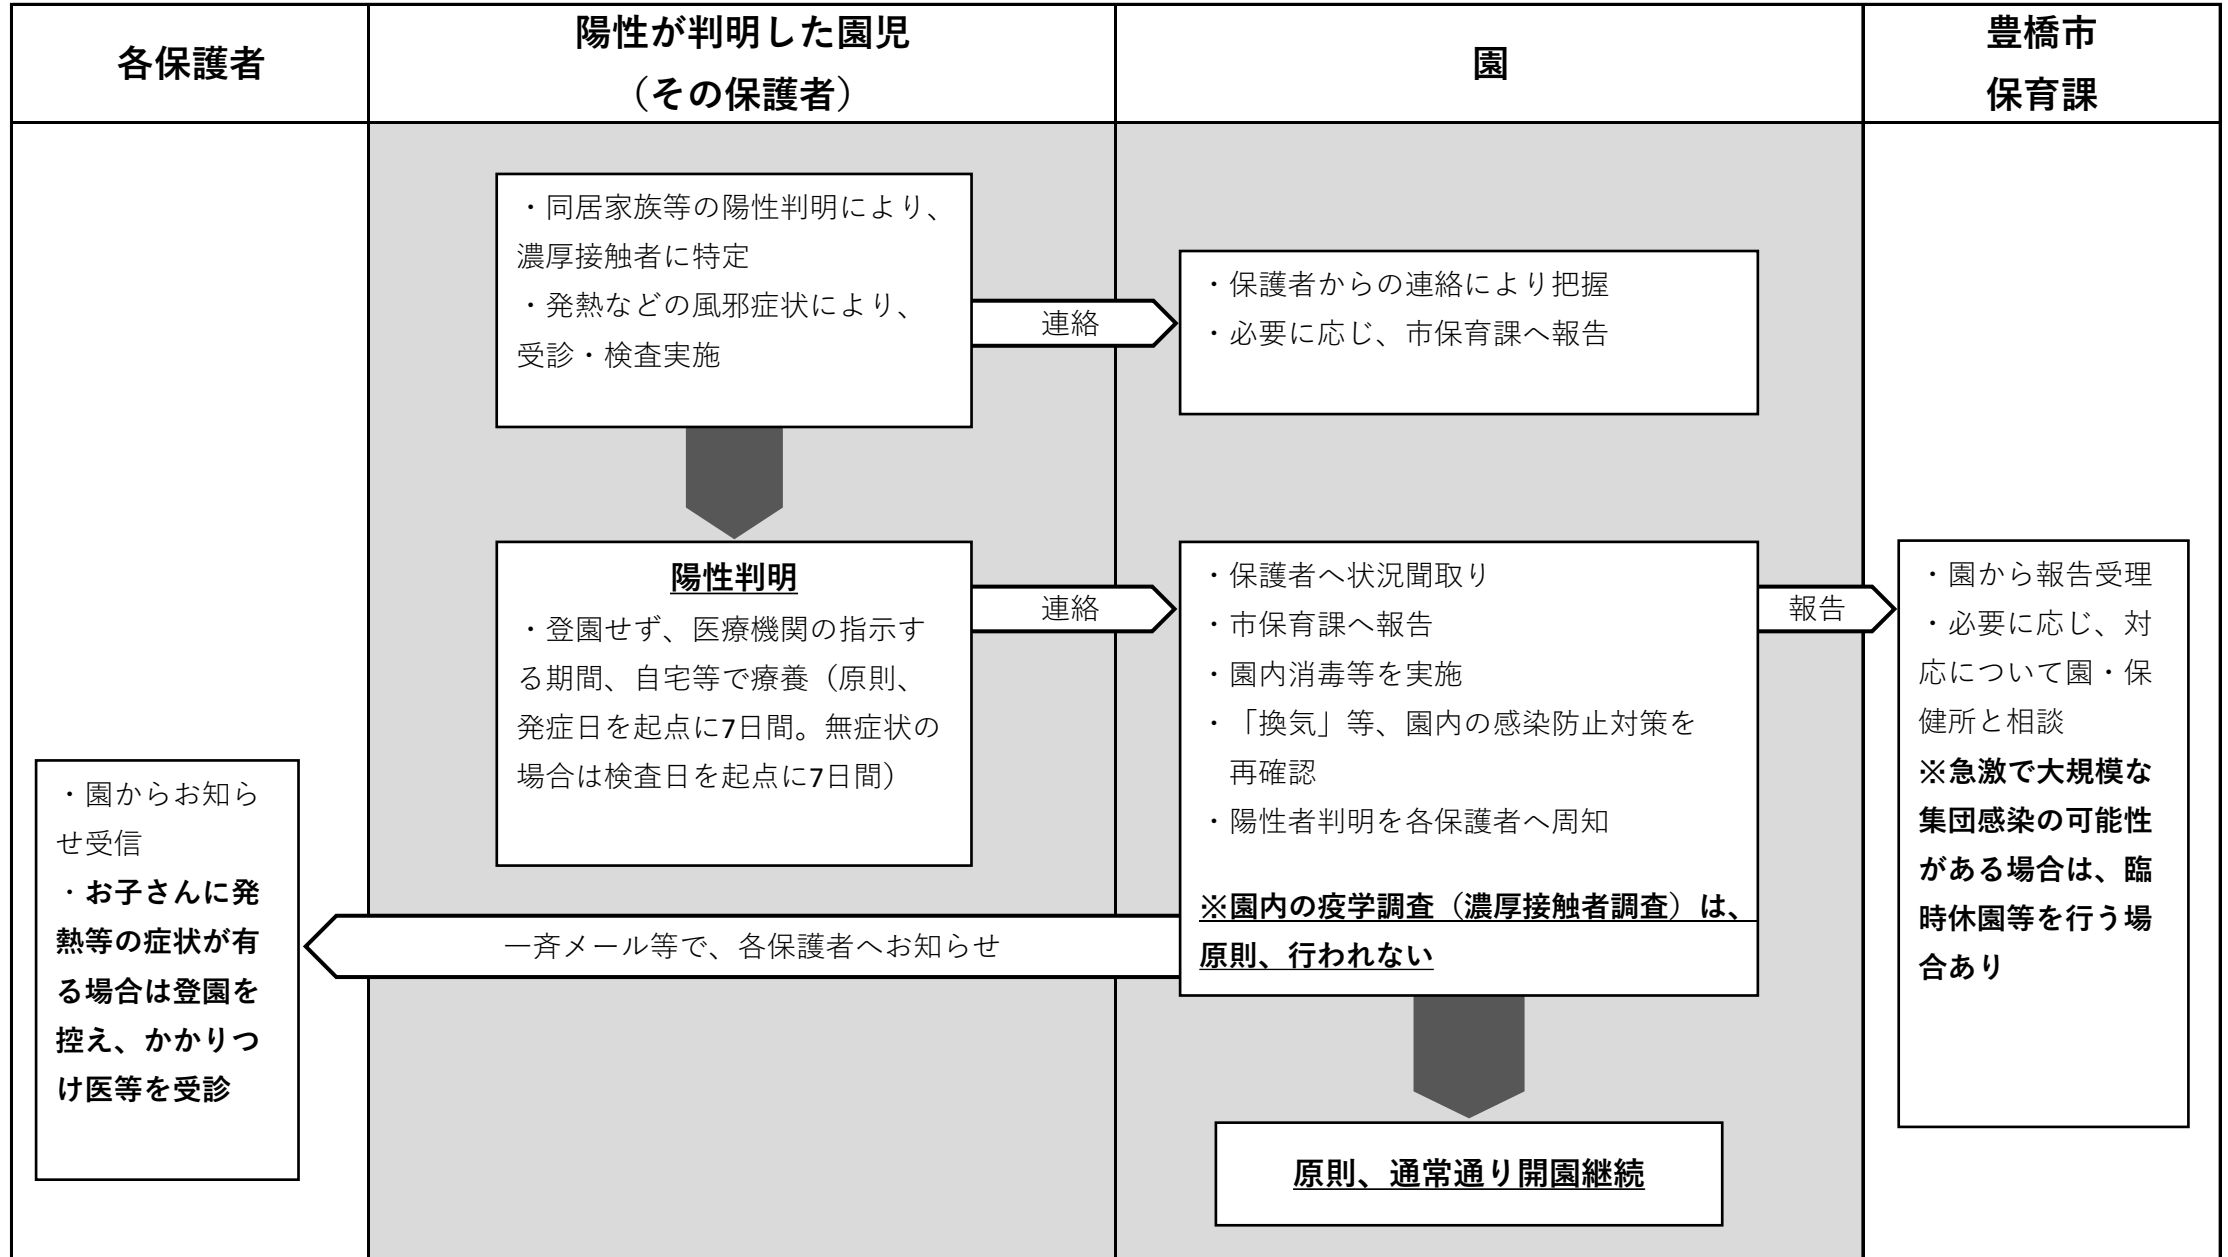 各保護者
陽性が判明した園児
（その保護者）
園
豊橋市
保育課
・同居家族等の陽性判明により、
濃厚接触者に特定
・発熱などの風邪症状により、
受診・検査実施
連絡
・保護者からの連絡により把握
・必要に応じ、市保育課へ報告
陽性判明
・登園せず、医療機関の指示す
る期間、自宅等で療養（原則、
発症日を起点に7日間。無症状の
場合は検査日を起点に7日間）
連絡
・保護者へ状況聞取り
・市保育課へ報告
・園内消毒等を実施
・「換気」等、園内の感染防止対策を
再確認
・陽性者判明を各保護者へ周知
※園内の疫学調査（濃厚接触者調査）は、
原則、行われない
報告
・園から報告受理
・必要に応じ、対
応について園・保
健所と相談
※急激で大規模な
集団感染の可能性
がある場合は、臨
時休園等を行う場
合あり
一斉メール等で、各保護者へお知らせ
・園からお知ら
せ受信
・お子さんに発
熱等の症状が有
る場合は登園を
控え、かかりつ
け医等を受診
原則、通常通り開園継続